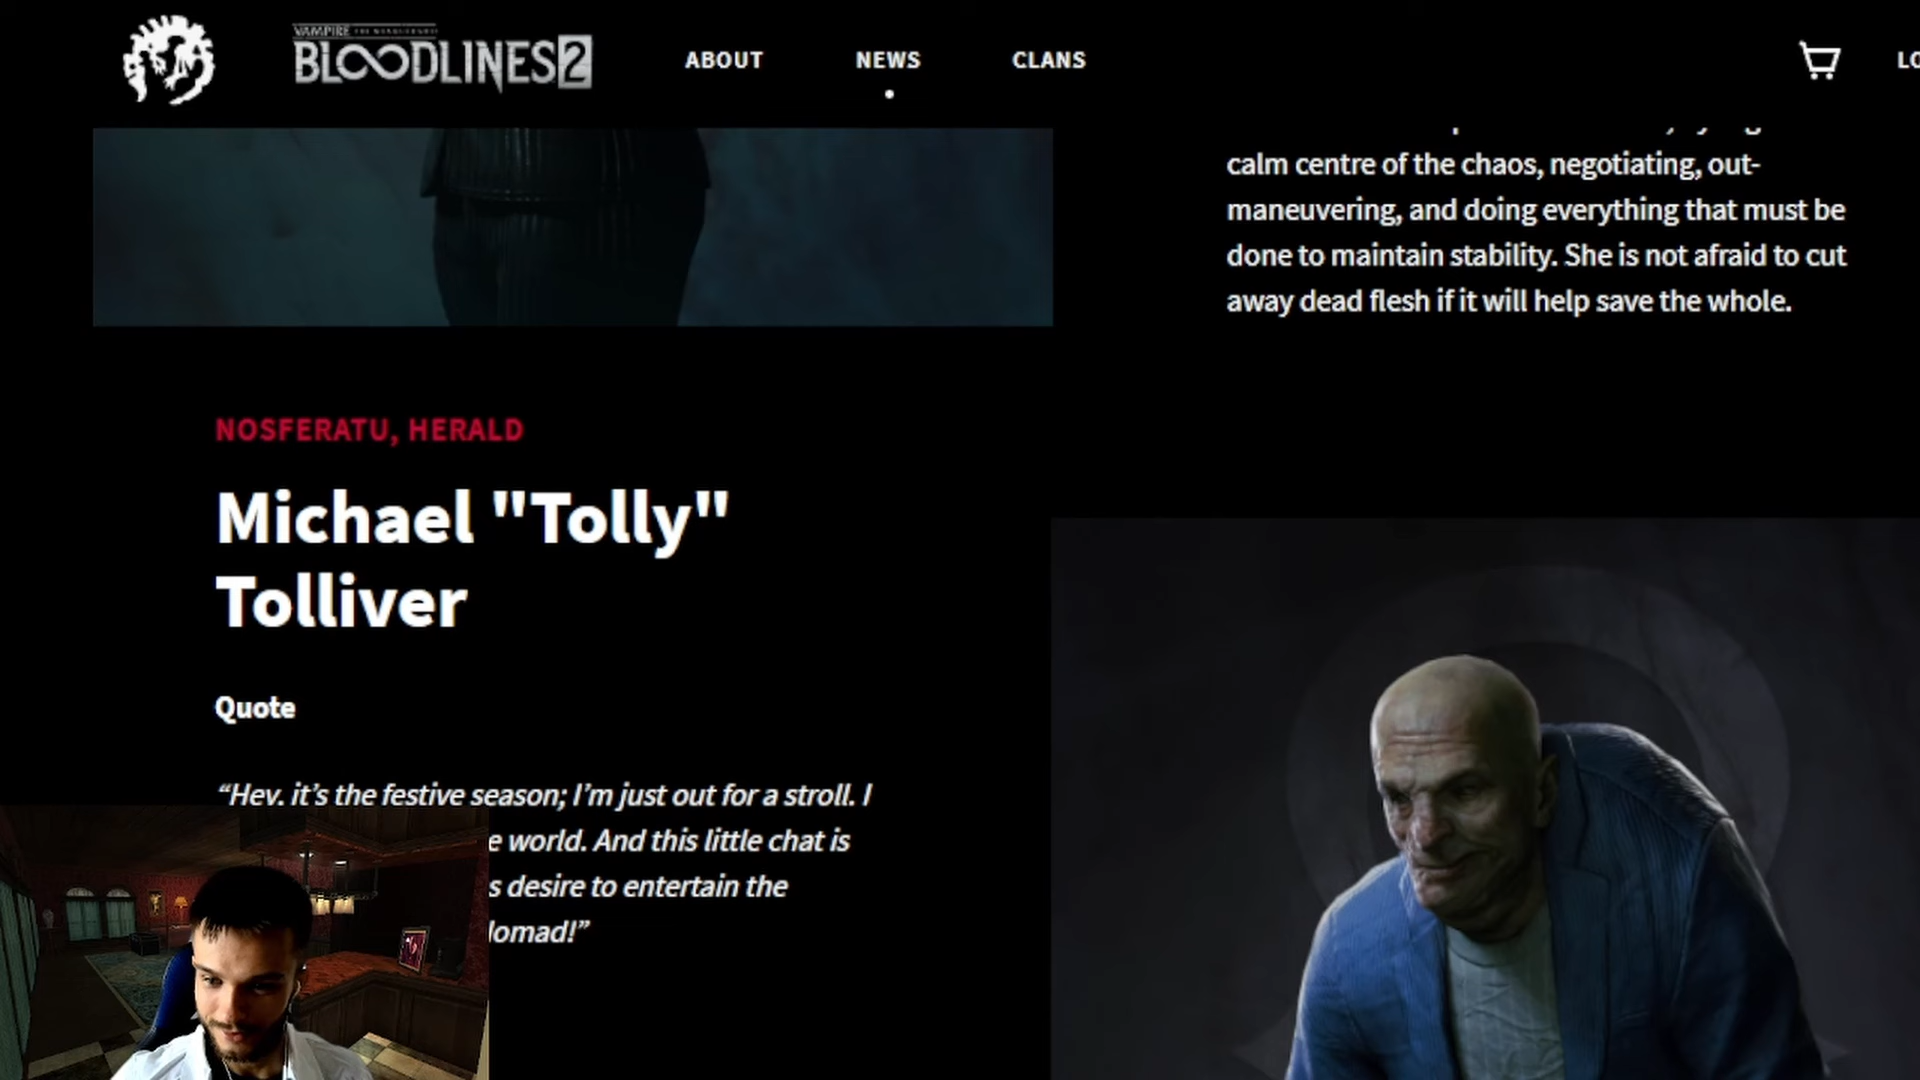 VAMPIRE
BLOODLINES 2
ABOUT
NEWS
CLANS
LO
calm centre of the chaos, negotiating, out-
maneuvering, and doing everything that must be
done to maintain stability. She is not afraid to cut
away dead flesh if it will help save the whole.
NOSFERATU, HERALD
Michael "Tolly"
Tolliver
Quote
“Hey, it’s the festive season; I’m just out for a stroll. I
e world. And this little chat is
s desire to entertain the
lomad!”